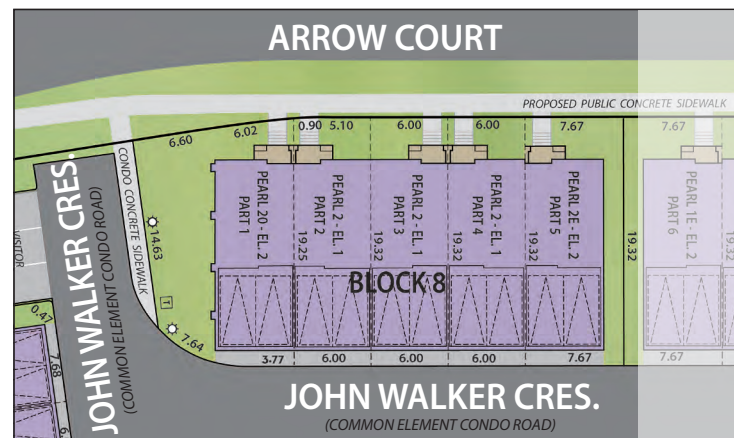 ARROW COURT
PROPOSED PUBLIC CONCRETE SIDEWALK
6.60
6.02
0.90
5.10
6.00
6.00
7.67
7.67
CONDO CONCRETE SIDEWALK
VISITOR
JOHN WALKER CRES.
(COMMON ELEMENT CONDO ROAD)
PEARL 20 - EL. 2
PART 1
PEARL 2 - EL. 1
PART 2
PEARL 2 - EL. 1
PART 3
PEARL 2 - EL. 1
PART 4
PEARL 2E - EL. 2
PART 5
PEARL 1E - EL. 2
PART 6
14.63
19.25
19.32
19.32
19.32
19.32
19.32
BLOCK 8
T
0.47
7.68
6.
7.64
3.77
6.00
6.00
6.00
7.67
7.67
JOHN WALKER CRES.
(COMMON ELEMENT CONDO ROAD)